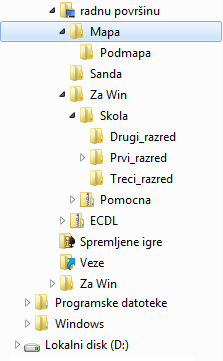 radnu površinu
Mapa
Podmapa
Sanda
Za Win
Skola
Drugi_razred
Prvi_razred
Treci_razred
Pomocna
ECDL
Spremljene igre
Veze
Za Win
Programske datoteke
Windows
Lokalni disk (D:)